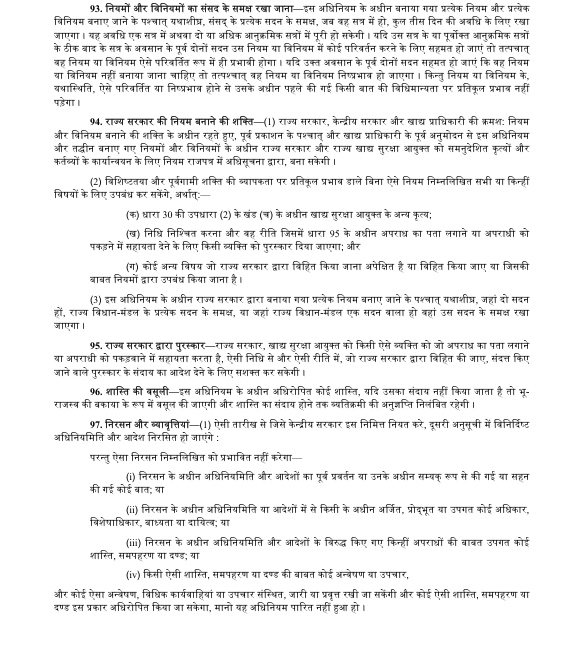 93. नियमों और विनियमों का संसद के समक्ष रखा जाना—इस अधिनियम के अधीन बनाया गया प्रत्येक नियम और प्रत्येक
विनियम बनाए जाने के पश्चात् यथाशीघ्र, संसद् के प्रत्येक सदन के समक्ष, जब वह सत्र में हो, कुल तीस दिन की अवधि के लिए रखा
जाएगा। यह अवधि एक सत्र में अथवा दो या अधिक आनुक्रमिक सत्रों में पूरी हो सकेगी। यदि उस सत्र के या पूर्वोक्त आनुक्रमिक सत्रों
के ठीक बाद के सत्र के अवसान के पूर्व दोनों सदन उस नियम या विनियम में कोई परिवर्तन करने के लिए सहमत हो जाएं तो तत्पश्चात्
वह नियम या विनियम ऐसे परिवर्तित रूप में ही प्रभावी होगा। यदि उक्त अवसान के पूर्व दोनों सदन सहमत हो जाएं कि वह नियम
या विनियम नहीं बनाया जाना चाहिए तो तत्पश्चात् वह नियम या विनियम निष्प्रभाव हो जाएगा। किन्तु नियम या विनियम के,
यथास्थिति, ऐसे परिवर्तित या निष्प्रभाव होने से उसके अधीन पहले की गई किसी बात की विधिमान्यता पर प्रतिकूल प्रभाव नहीं
पड़ेगा।
94. राज्य सरकार की नियम बनाने की शक्ति—(1) राज्य सरकार, केन्द्रीय सरकार और खाद्य प्राधिकारी की क्रमश: नियम
और विनियम बनाने की शक्ति के अधीन रहते हुए, पूर्व प्रकाशन के पश्चात् और खाद्य प्राधिकारी के पूर्व अनुमोदन से इस अधिनियम
और तद्धीन बनाए गए नियमों और विनियमों के अधीन राज्य सरकार और राज्य खाद्य सुरक्षा आयुक्त को समनुदेशित कृत्यों और
कर्तव्यों के कार्यान्वयन के लिए नियम राजपत्र में अधिसूचना द्वारा, बना सकेगी।
(2) विशिष्टतया और पूर्वगामी शक्ति की व्यापकता पर प्रतिकूल प्रभाव डाले बिना ऐसे नियम निम्नलिखित सभी या किन्हीं
विषयों के लिए उपबंध कर सकेंगे, अर्थात्:—
(क) धारा 30 की उपधारा (2) के खंड (च) के अधीन खाद्य सुरक्षा आयुक्त के अन्य कृत्य;
(ख) निधि निश्चित करना और वह रीति जिसमें धारा 95 के अधीन अपराध का पता लगाने या अपराधी को
पकड़ने में सहायता देने के लिए किसी व्यक्ति को पुरस्कार दिया जाएगा; और
(ग) कोई अन्य विषय जो राज्य सरकार द्वारा विहित किया जाना अपेक्षित है या विहित किया जाए या जिसकी
बाबत नियमों द्वारा उपबंध किया जाना है।
(3) इस अधिनियम के अधीन राज्य सरकार द्वारा बनाया गया प्रत्येक नियम बनाए जाने के पश्चात् यथाशीघ्र, जहां दो सदन
हों, राज्य विधान-मंडल के प्रत्येक सदन के समक्ष, या जहां राज्य विधान-मंडल एक सदन वाला हो वहां उस सदन के समक्ष रखा
जाएगा।
95. राज्य सरकार द्वारा पुरस्कार—राज्य सरकार, खाद्य सुरक्षा आयुक्त को किसी ऐसे व्यक्ति को जो अपराध का पता लगाने
या अपराधी को पकड़वाने में सहायता करता है, ऐसी निधि से और ऐसी रीति में, जो राज्य सरकार द्वारा विहित की जाए, संदत्त किए
जाने वाले पुरस्कार के संदाय का आदेश देने के लिए सशक्त कर सकेगी।
96. शास्ति की वसूली—इस अधिनियम के अधीन अधिरोपित कोई शास्ति, यदि उसका संदाय नहीं किया जाता है तो भू-
राजस्व की बकाया के रूप में वसूल की जाएगी और शास्ति का संदाय होने तक व्यतिक्रमी की अनुज्ञप्ति निलंबित रहेगी।
97. निरसन और व्यावृत्तियां—(1) ऐसी तारीख से जिसे केन्द्रीय सरकार इस निमित्त नियत करे, दूसरी अनुसूची में विनिर्दिष्ट
अधिनियमिति और आदेश निरसित हो जाएंगे :
परन्तु ऐसा निरसन निम्नलिखित को प्रभावित नहीं करेगा—
(i) निरसन के अधीन अधिनियमिति और आदेशों का पूर्व प्रवर्तन या उनके अधीन सम्यक् रूप से की गई या सहन
की गई कोई बात; या
(ii) निरसन के अधीन अधिनियमिति या आदेशों में से किसी के अधीन अर्जित, प्रोद्भूत या उपगत कोई अधिकार,
विशेषाधिकार, बाध्यता या दायित्व; या
(iii) निरसन के अधीन अधिनियमिति और आदेशों के विरुद्ध किए गए किन्हीं अपराधों की बाबत उपगत कोई
शास्ति, समपहरण या दण्ड; या
(iv) किसी ऐसी शास्ति, समपहरण या दण्ड की बाबत कोई अन्वेषण या उपचार,
और कोई ऐसा अन्वेषण, विधिक कार्यवाहियां या उपचार संस्थित, जारी या प्रवृत्त रखी जा सकेंगी और कोई ऐसी शास्ति, समपहरण या
दण्ड इस प्रकार अधिरोपित किया जा सकेगा, मानो यह अधिनियम पारित नहीं हुआ हो।